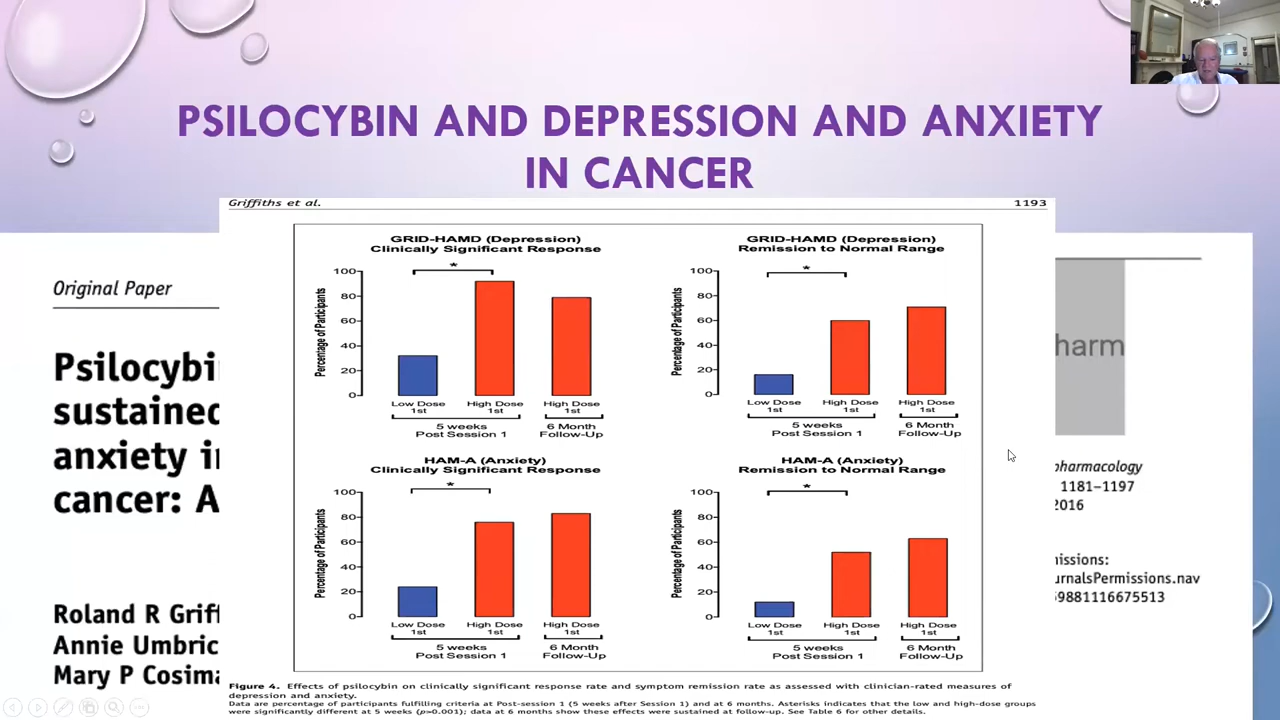 PSILOCYBIN AND DEPRESSION AND ANXIETY
IN CANCER
Griffiths et al.
1193
Original Paper
Psilocybi
sustained
anxiety i
cancer: A
Roland R Grif
Annie Umbric
Mary P Cosima
GRID-HAMD (Depression)
Clinically Significant Response
Percentage of Participants
100
80
60
40
20
0
*
Low Dose
1st
High Dose
1st
High Dose
1st
5 weeks
Post Session 1
6 Month
Follow-Up
GRID-HAMD (Depression)
Remission to Normal Range
Percentage of Participants
100
80
60
40
20
0
*
Low Dose
1st
High Dose
1st
High Dose
1st
5 weeks
Post Session 1
6 Month
Follow-Up
HAM-A (Anxiety)
Clinically Significant Response
Percentage of Participants
100
80
60
40
20
0
*
Low Dose
1st
High Dose
1st
High Dose
1st
5 weeks
Post Session 1
6 Month
Follow-Up
HAM-A (Anxiety)
Remission to Normal Range
Percentage of Participants
100
80
60
40
20
0
*
Low Dose
1st
High Dose
1st
High Dose
1st
5 weeks
Post Session 1
6 Month
Follow-Up
Figure 4. Effects of psilocybin on clinically significant response rate and symptom remission rate as assessed with clinician-rated measures of
depression and anxiety.
Data are percentage of participants fulfilling criteria at Post-session 1 (5 weeks after Session 1) and at 6 months. Asterisks indicates that the low and high-dose groups
were significantly different at 5 weeks (p=0.001); data at 6 months show these effects were sustained at follow-up. See Table 6 for other details.
harm
pharmacology
1181–1197
2016
nissions:
urnalsPermissions.nav
9881116675513